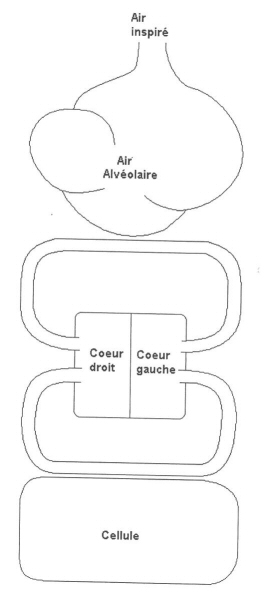 Air
inspiré
Air
Alvéolaire
Coeur
droit
Coeur
gauche
Cellule